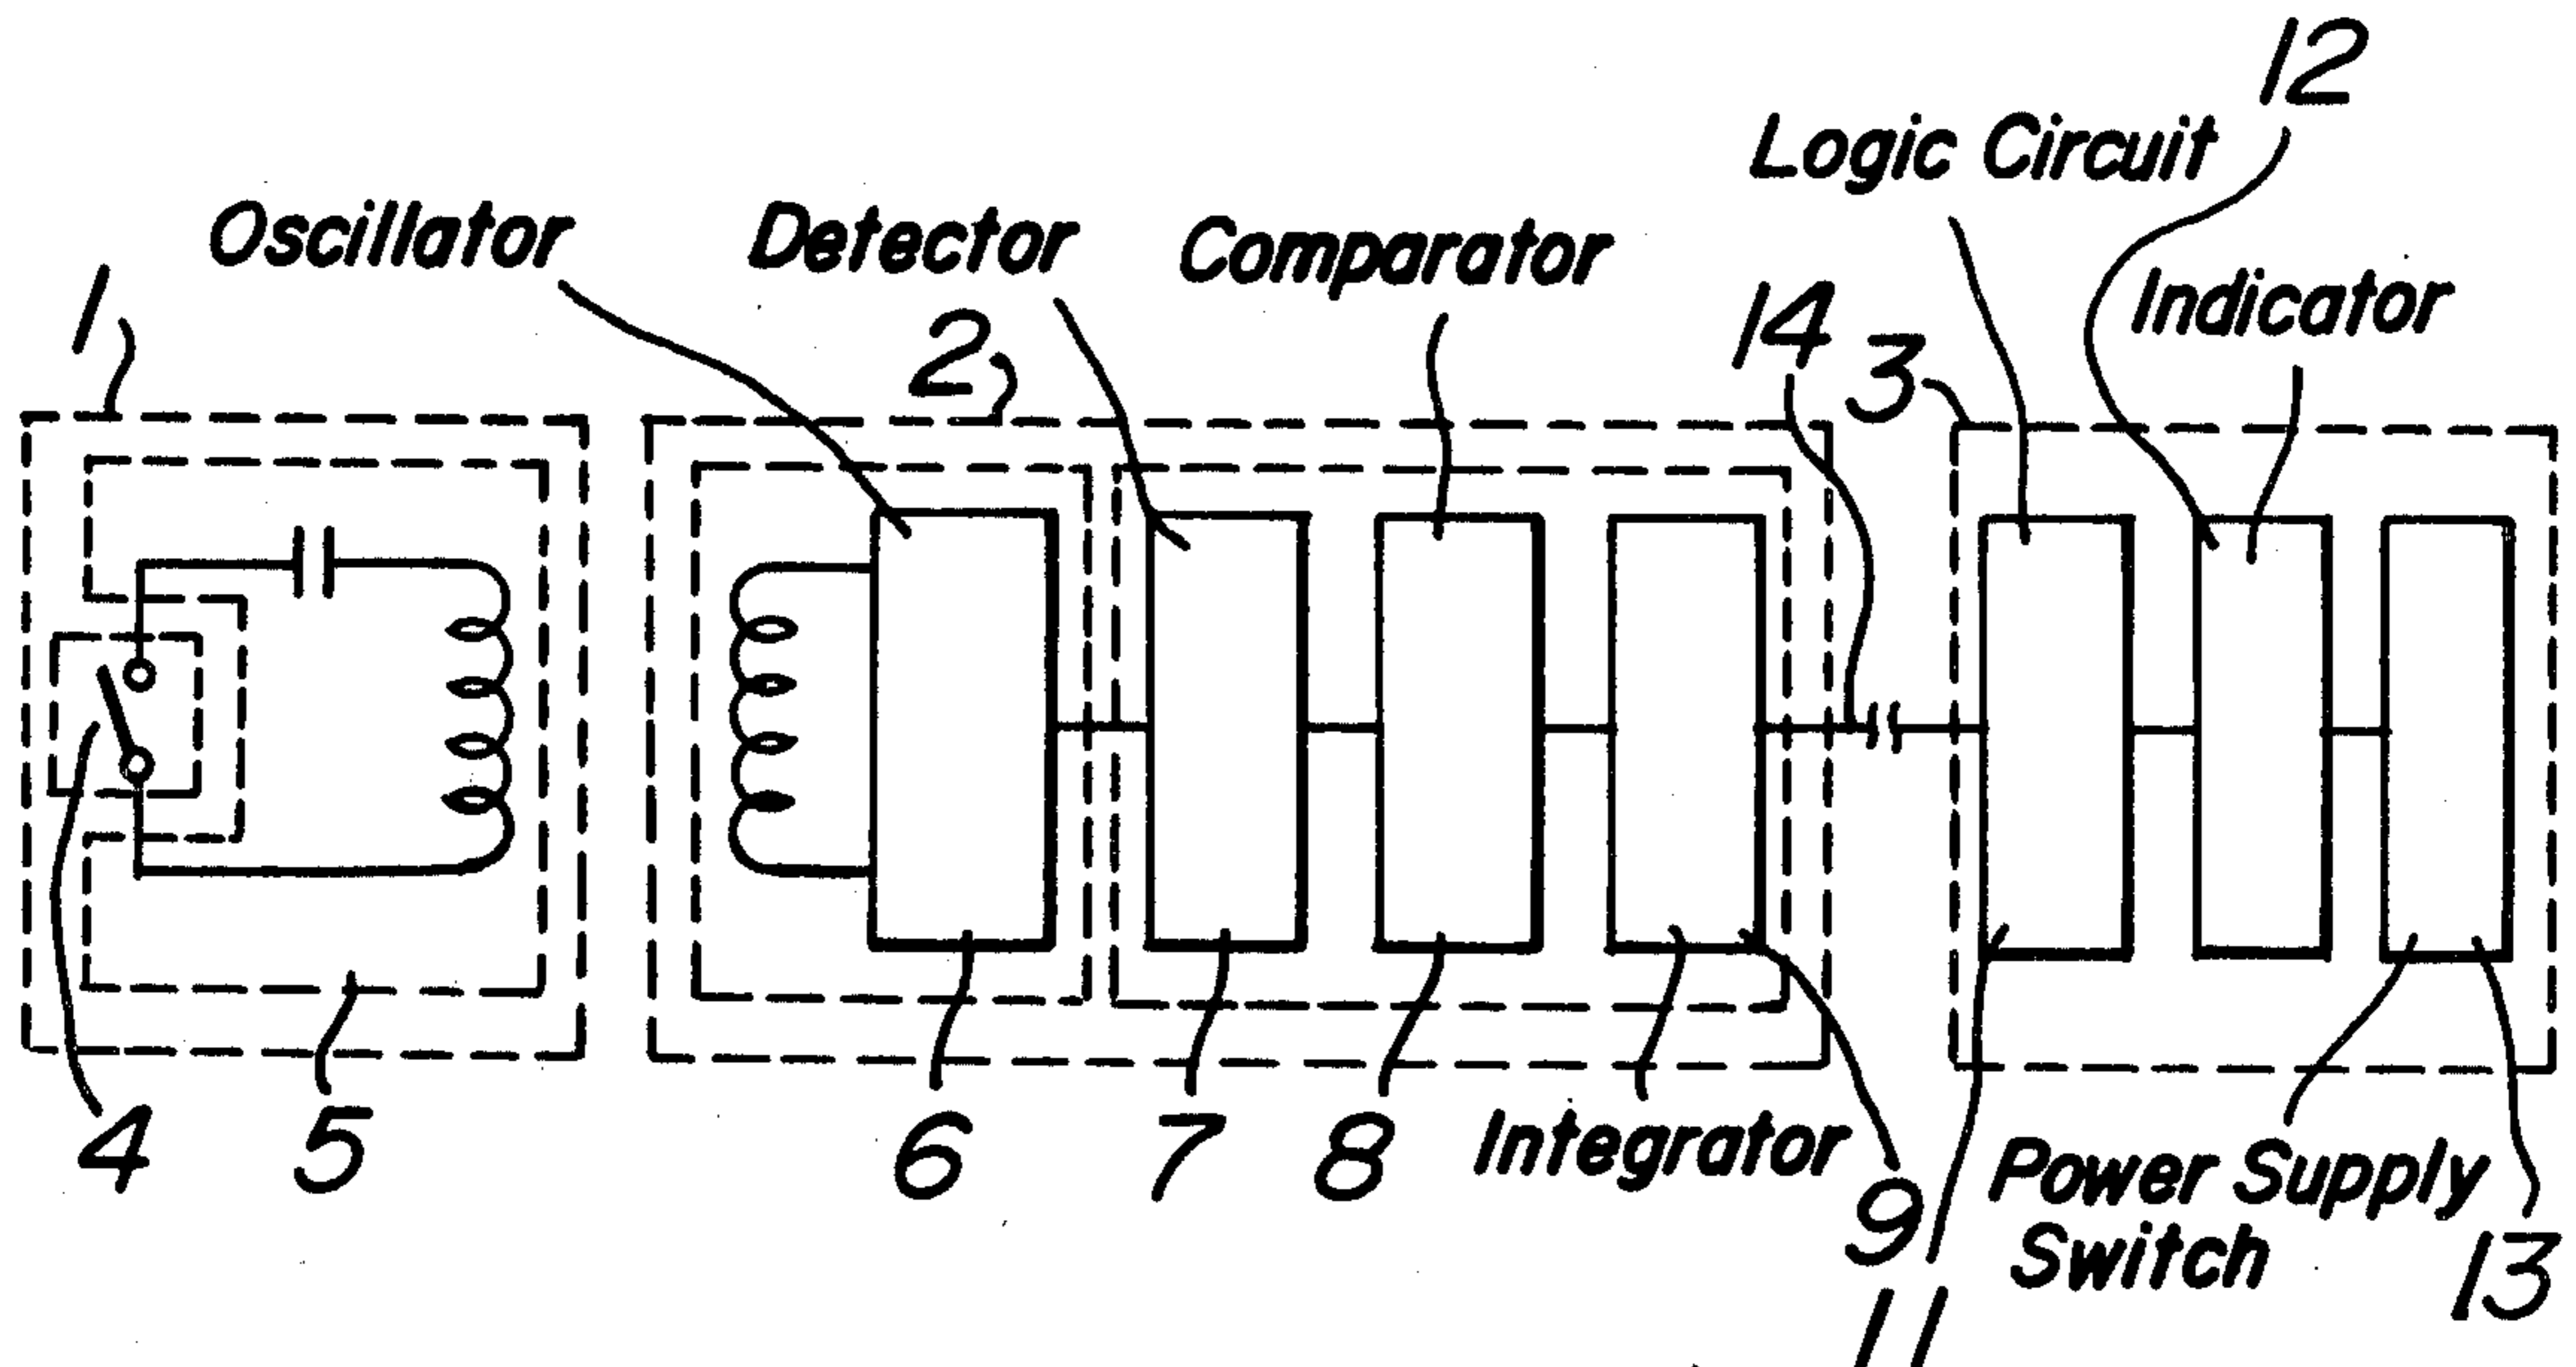 12
Logic Circuit
Oscillator
Detector
Comparator
Indicator
1
2
14
3
4
5
6
7
8
Integrator
9
11
Power Supply
Switch
13